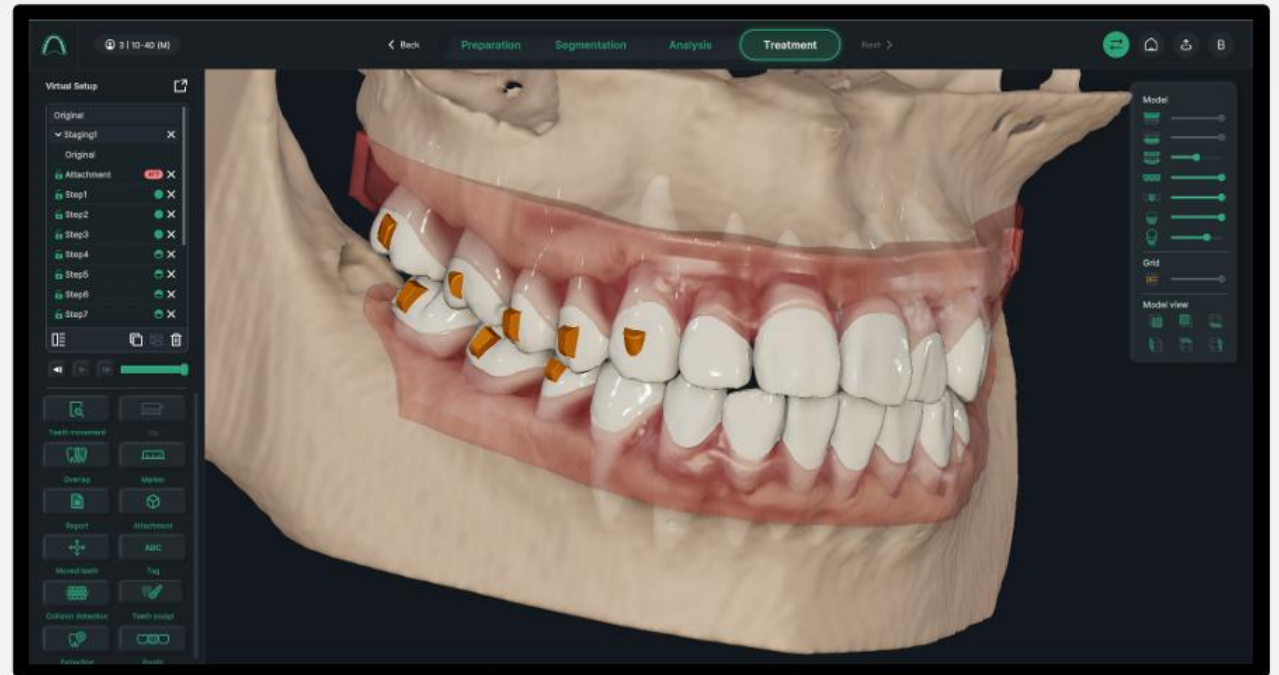 3 | 10-40 (M)
Back
Preparation
Segmentation
Analysis
Treatment
Next
B
Virtual Setup
Original
Staging1
Original
Attachment
Step1
Step2
Step3
Step4
Step5
Step6
Step7
Teeth movement
Overlap
Marker
Report
Attachment
ABC
Moved teeth
Tag
Collision detection
Teeth sculpt
Extraction
Model
Grid
OFF
Model view